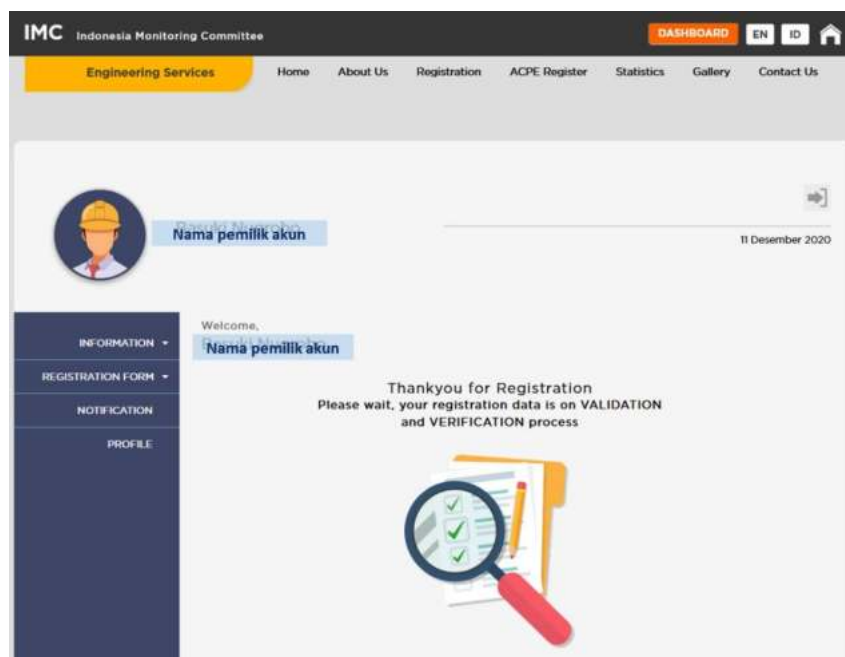 IMC Indonesia Monitoring Committee
DASHBOARD EN ID
Engineering Services Home About Us Registration ACPE Register Statistics Gallery Contact Us
Nama pemilik akun
11 Desember 2020
Welcome,
Nama pemilik akun
INFORMATION
REGISTRATION FORM
NOTIFICATION
PROFILE
Thankyou for Registration
Please wait, your registration data is on VALIDATION
and VERIFICATION process